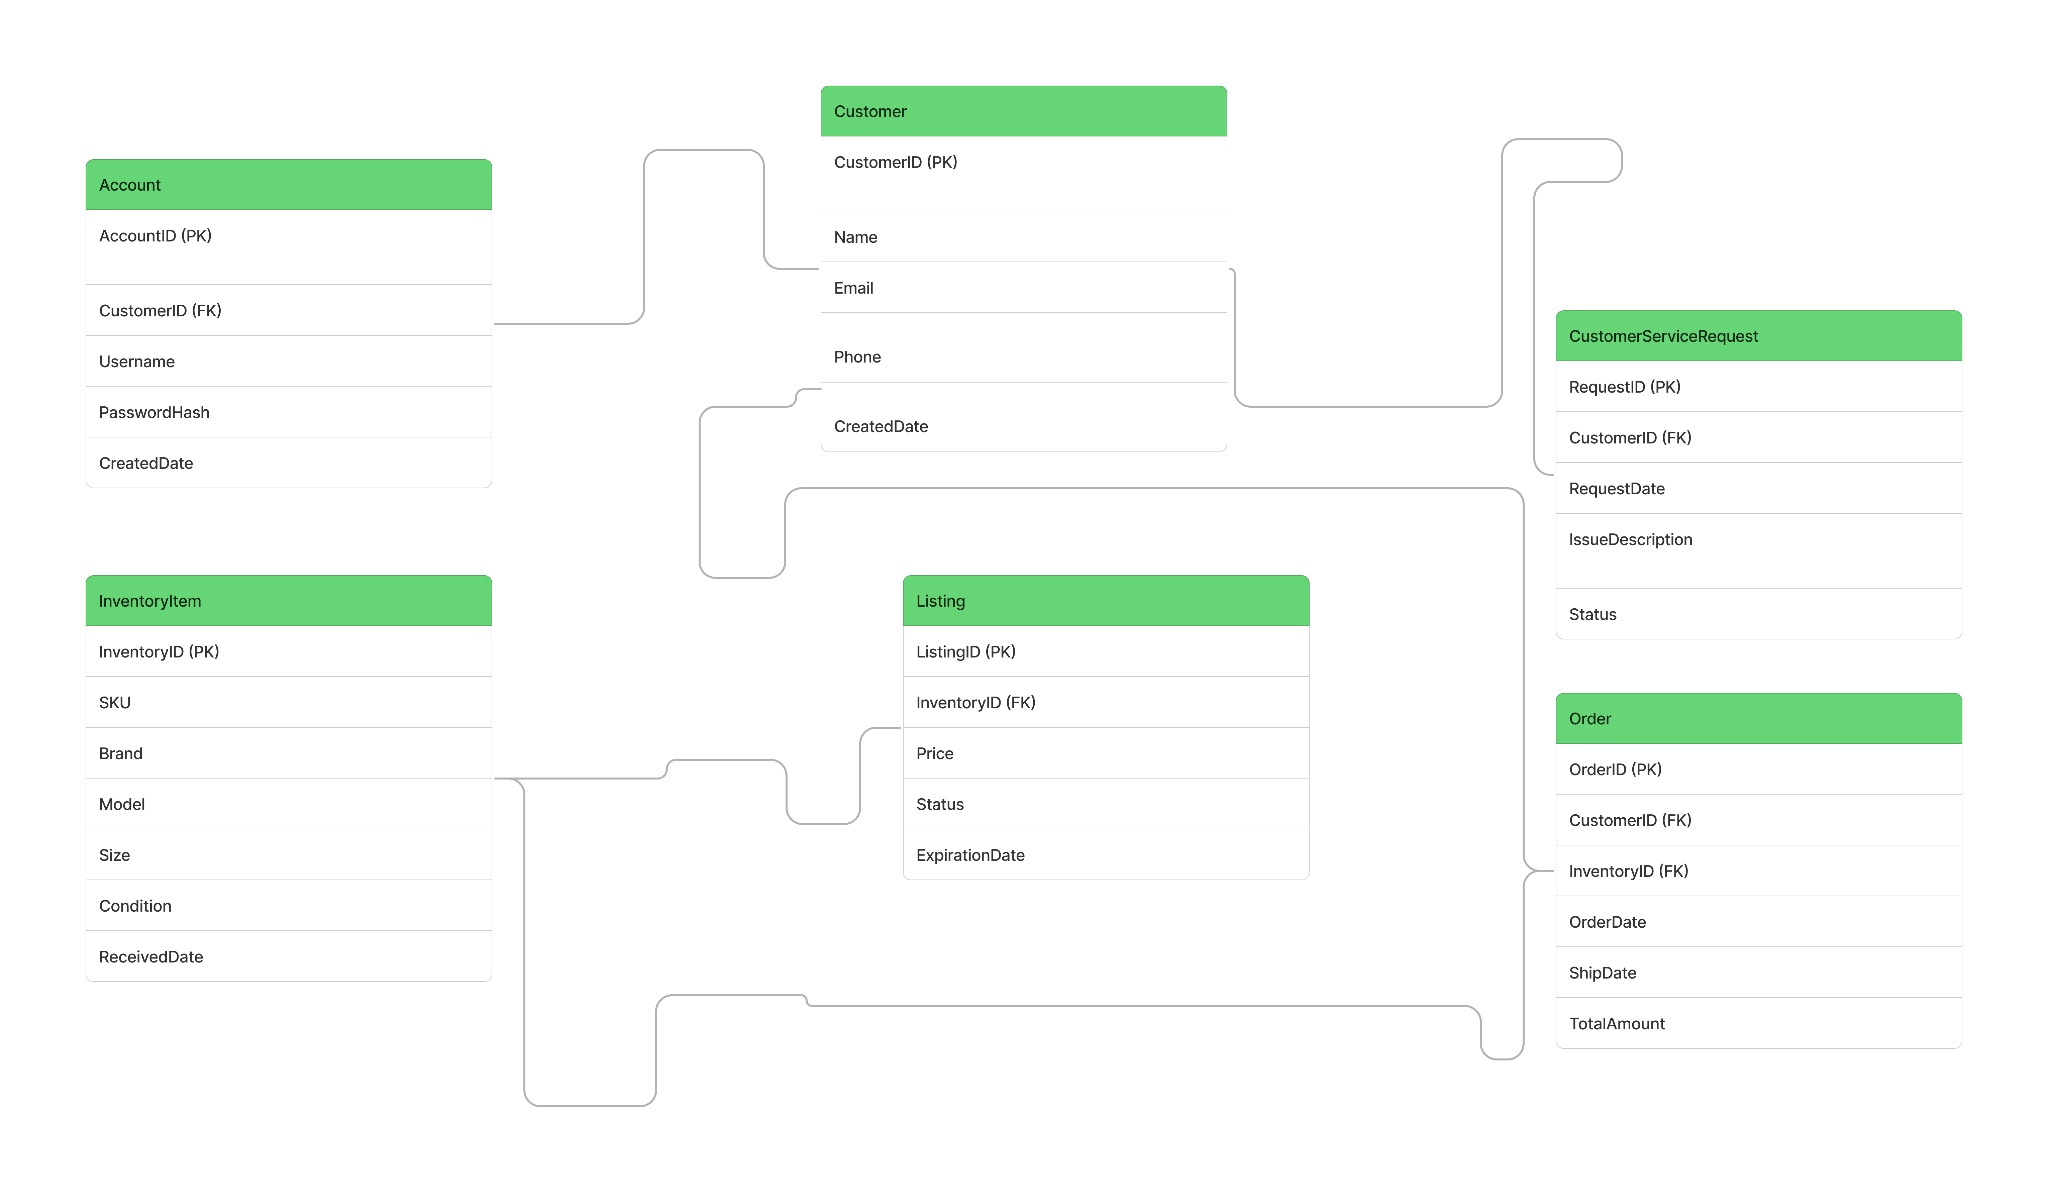 Customer
CustomerID (PK)
Name
Email
Phone
CreatedDate
Account
AccountID (PK)
CustomerID (FK)
Username
PasswordHash
CreatedDate
CustomerServiceRequest
RequestID (PK)
CustomerID (FK)
RequestDate
IssueDescription
Status
InventoryItem
InventoryID (PK)
SKU
Brand
Model
Size
Condition
ReceivedDate
Listing
ListingID (PK)
InventoryID (FK)
Price
Status
ExpirationDate
Order
OrderID (PK)
CustomerID (FK)
InventoryID (FK)
OrderDate
ShipDate
TotalAmount